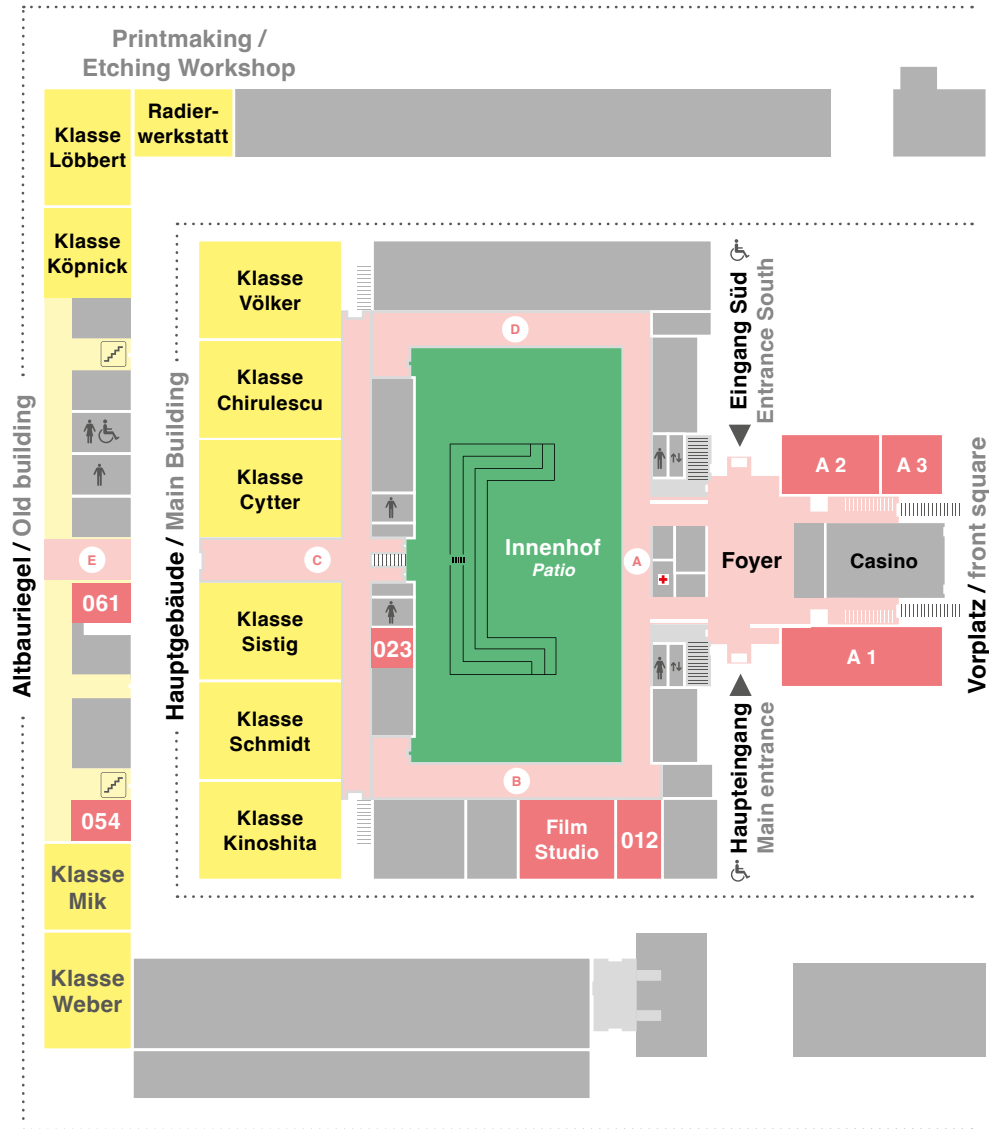 Printmaking /
Etching Workshop
Klasse
Löbbert
Radier-
werkstatt
Klasse
Köpnick
Klasse
Völker
Klasse
Chirulescu
Klasse
Cytter
Klasse
Sistig
Klasse
Schmidt
Klasse
Kinoshita
Klasse
Mik
Klasse
Weber
Altbauriegel / Old building
Hauptgebäude / Main Building
E
061
054
C
023
D
Innenhof
Patio
A
B
Film
Studio
012
Eingang Süd
Entrance South
Foyer
Haupteingang
Main entrance
A 2
A 3
Casino
A 1
Vorplatz / front square